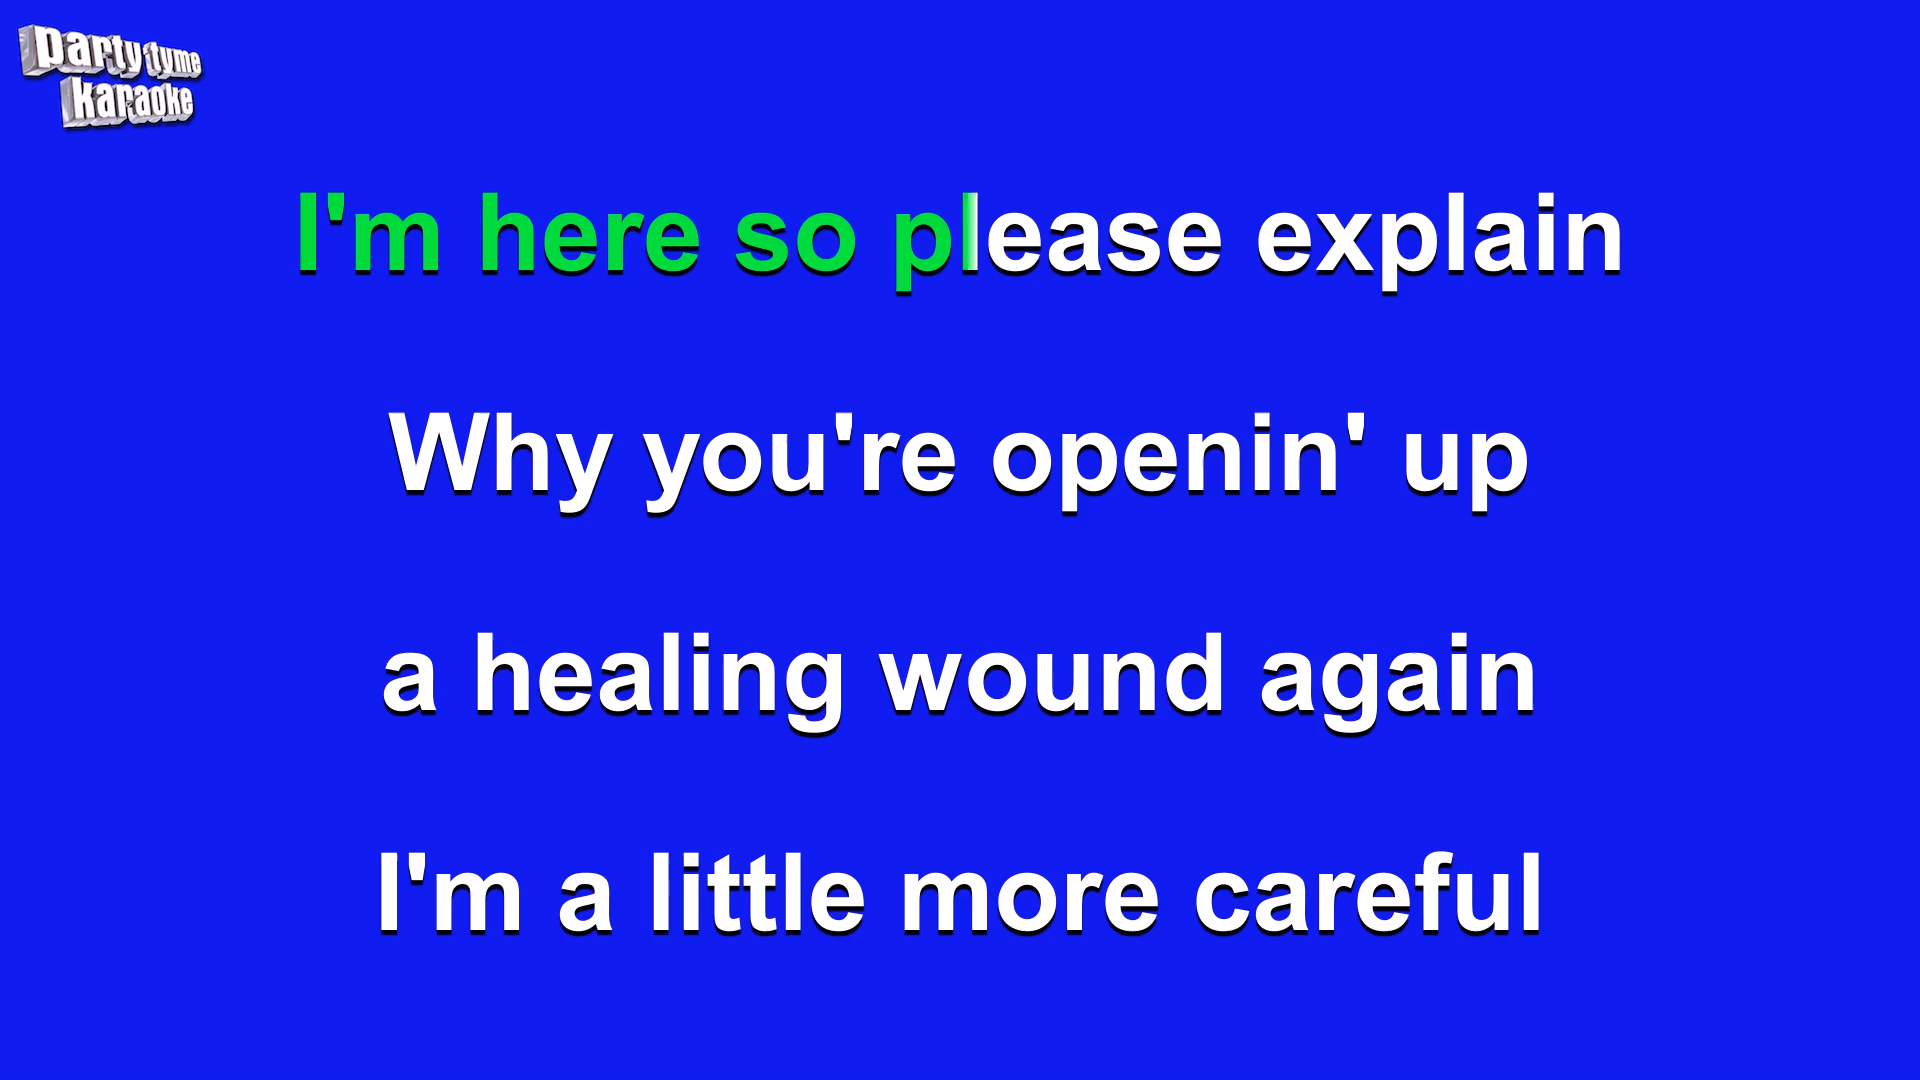 party tyme
karaoke
I'm here so please explain
Why you're openin' up
a healing wound again
I'm a little more careful